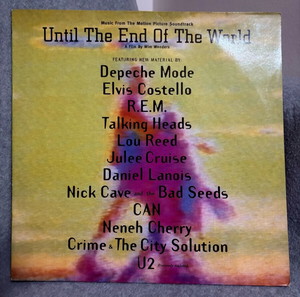 Music From The Motion Picture Soundtrack
Until The End Of The World
A Film By Wim Wenders
FEATURING NEW MATERIAL BY:
Depeche Mode
Elvis Costello
R.E.M.
Talking Heads
Lou Reed
Julee Cruise
Daniel Lanois
Nick Cave and the Bad Seeds
CAN
Neneh Cherry
Crime & The City Solution
U2